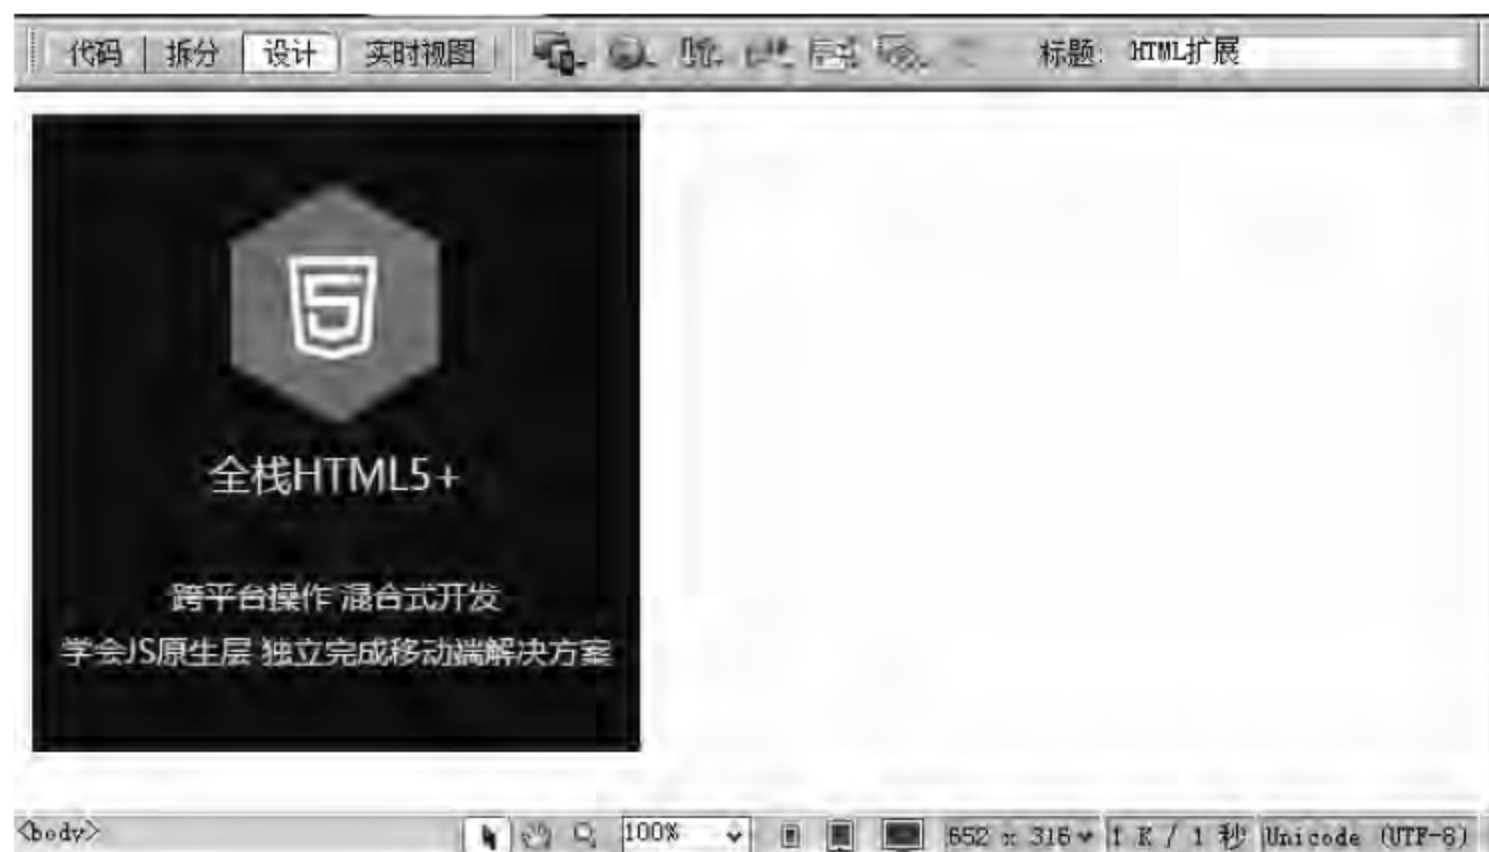 代码 拆分 设计 实时视图 标题: HTML扩展
5
全栈HTML5+
跨平台操作 混合式开发
学会JS原生层 独立完成移动端解决方案
<body> 100% 652 x 316 1 K / 1 秒 Unicode (UTF-8)